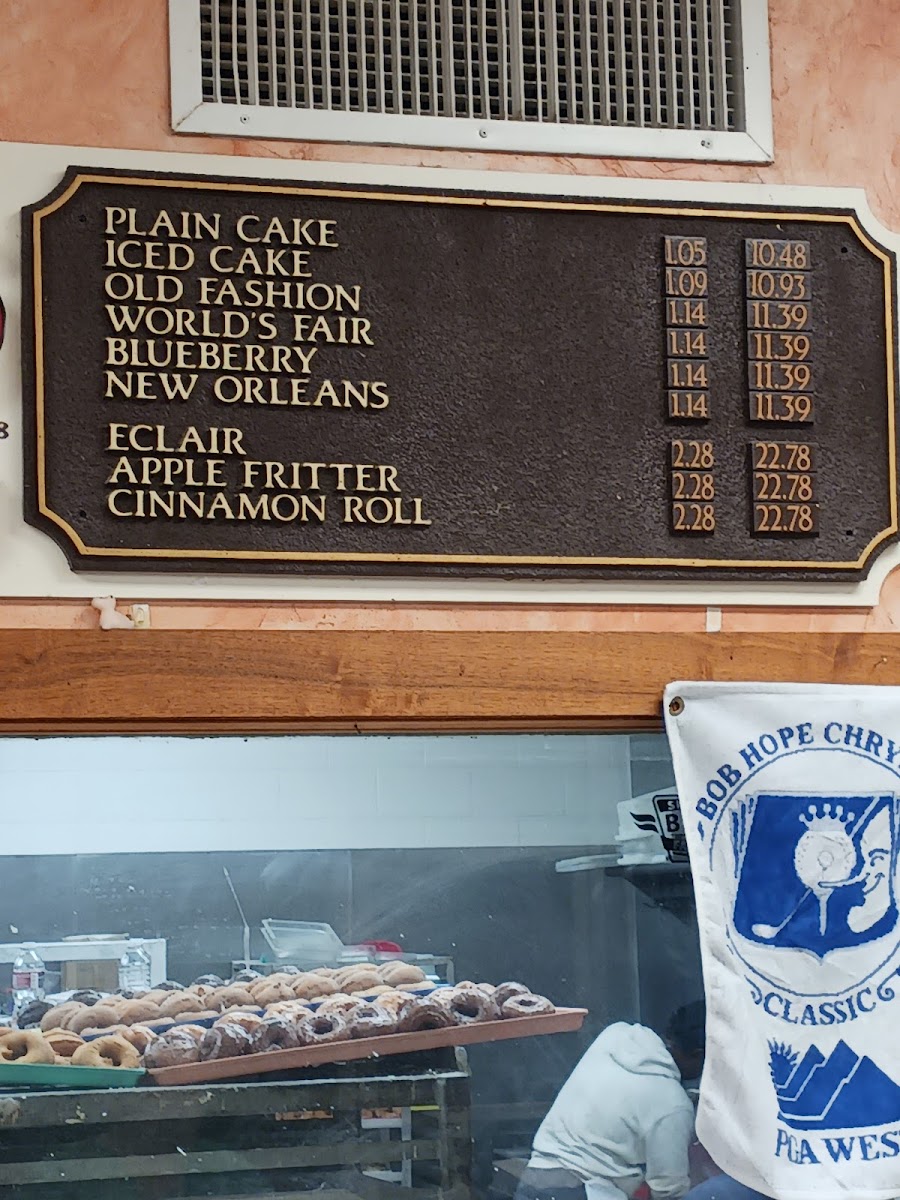 PLAIN CAKE 1.05 10.48
ICED CAKE 1.09 10.93
OLD FASHION 1.14 11.39
WORLD'S FAIR 1.14 11.39
BLUEBERRY 1.14 11.39
NEW ORLEANS 1.14 11.39
ECLAIR 2.28 22.78
APPLE FRITTER 2.28 22.78
CINNAMON ROLL 2.28 22.78
8
BOB HOPE CHRY
CLASSIC
PGA WES